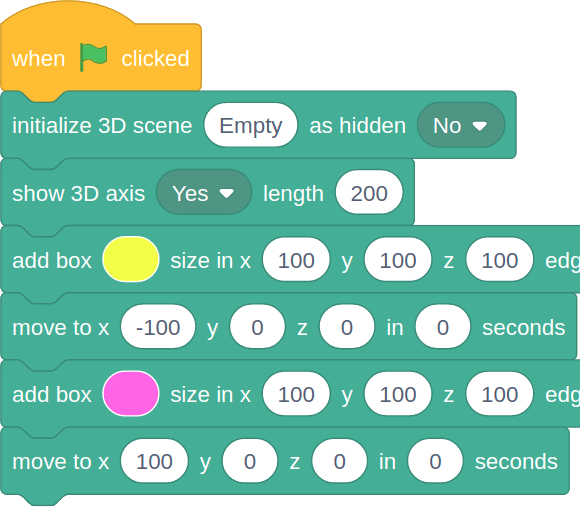 when clicked
initialize 3D scene Empty as hidden No
show 3D axis Yes length 200
add box size in x 100 y 100 z 100
move to x -100 y 0 z 0 in 0 seconds
add box size in x 100 y 100 z 100
move to x 100 y 0 z 0 in 0 seconds